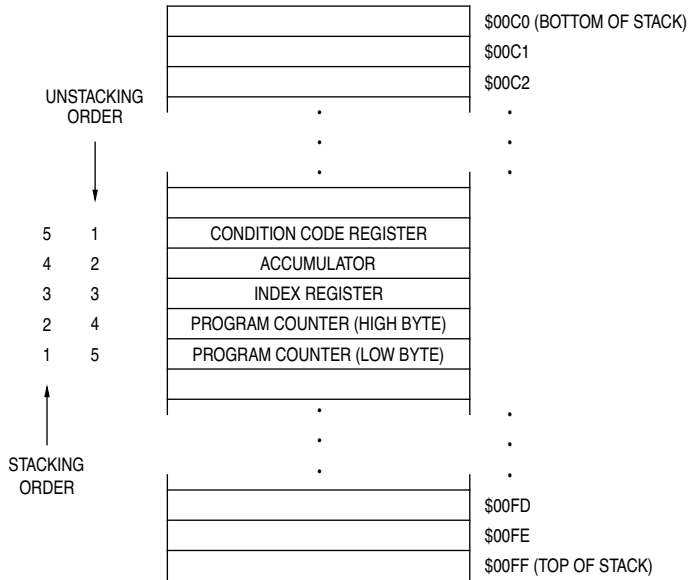 $00C0 (BOTTOM OF STACK)
$00C1
$00C2
UNSTACKING
ORDER
5 1 CONDITION CODE REGISTER
4 2 ACCUMULATOR
3 3 INDEX REGISTER
2 4 PROGRAM COUNTER (HIGH BYTE)
1 5 PROGRAM COUNTER (LOW BYTE)
STACKING
ORDER
$00FD
$00FE
$00FF (TOP OF STACK)